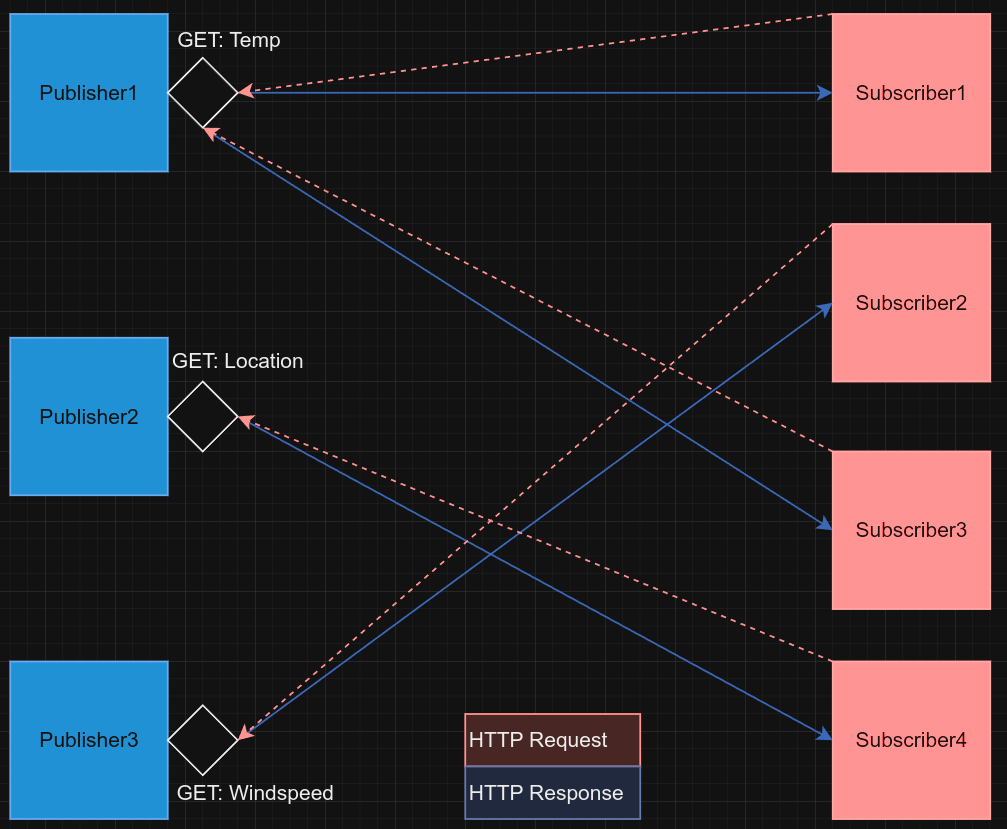 GET: Temp
Publisher1
Subscriber1
Subscriber2
GET: Location
Publisher2
Subscriber3
Publisher3
GET: Windspeed
HTTP Request
HTTP Response
Subscriber4